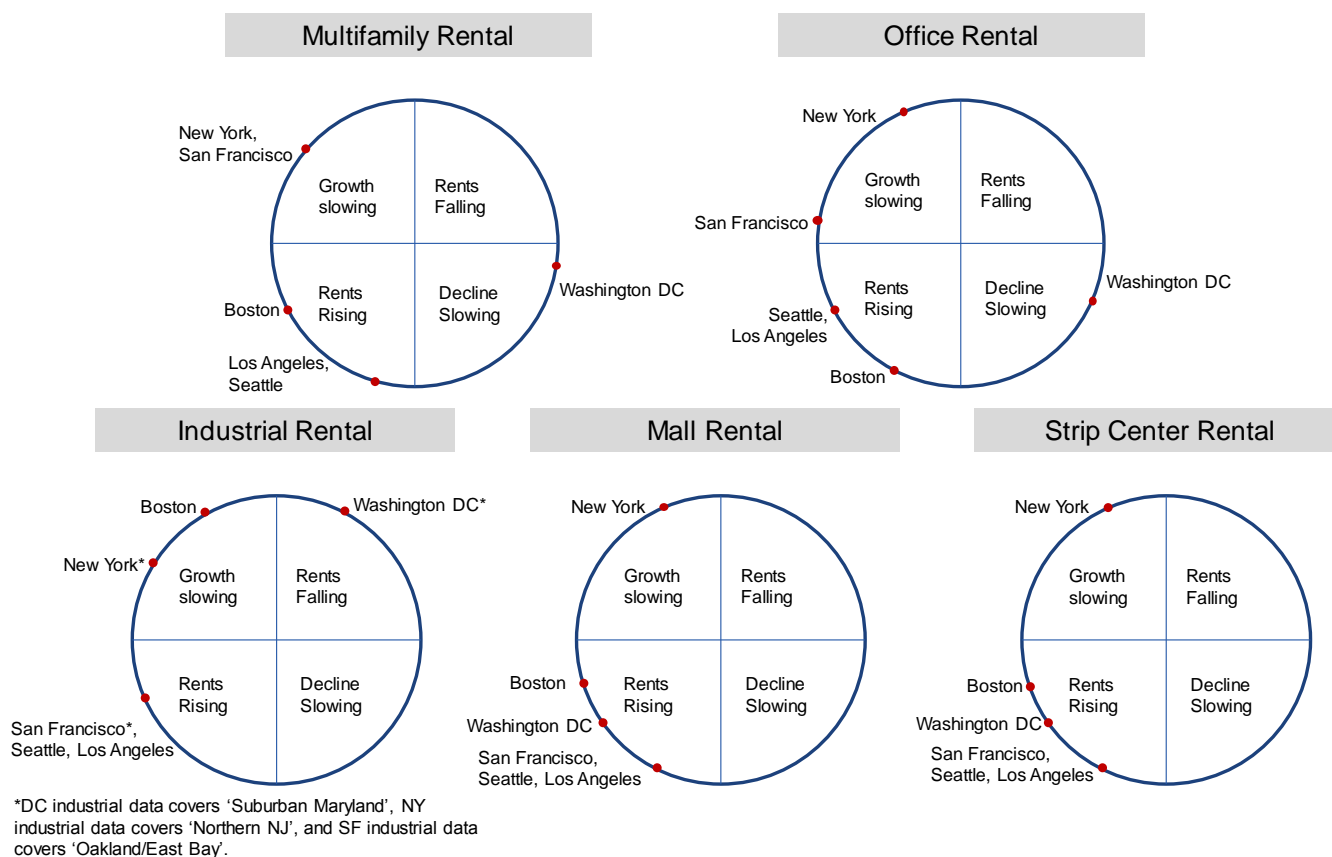 Multifamily Rental
New York,
San Francisco
Growth
slowing
Rents
Falling
Boston
Rents
Rising
Decline
Slowing
Washington DC
Los Angeles,
Seattle
Office Rental
New York
Growth
slowing
Rents
Falling
San Francisco
Rents
Rising
Decline
Slowing
Washington DC
Seattle,
Los Angeles
Boston
Industrial Rental
Boston
Washington DC*
New York*
Growth
slowing
Rents
Falling
Rents
Rising
Decline
Slowing
San Francisco*,
Seattle, Los Angeles
*DC industrial data covers ‘Suburban Maryland’, NY
industrial data covers ‘Northern NJ’, and SF industrial data
covers ‘Oakland/East Bay’.
Mall Rental
New York
Growth
slowing
Rents
Falling
Boston
Rents
Rising
Decline
Slowing
Washington DC
San Francisco,
Seattle, Los Angeles
Strip Center Rental
New York
Growth
slowing
Rents
Falling
Boston
Rents
Rising
Decline
Slowing
Washington DC
San Francisco,
Seattle, Los Angeles